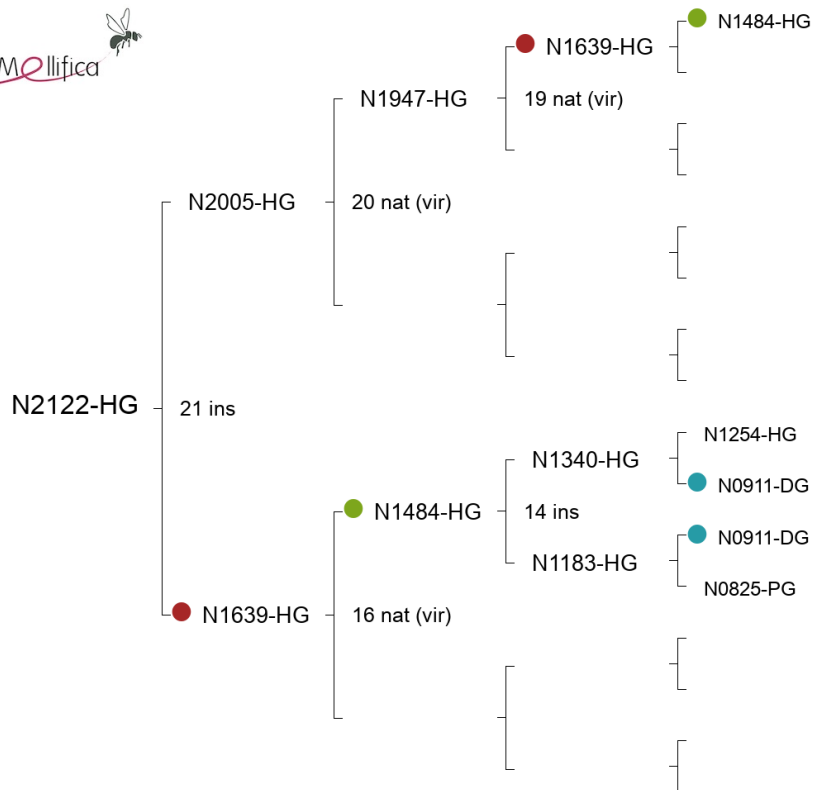 Mellifica
N1484-HG
N1639-HG
N1947-HG
19 nat (vir)
N2005-HG
20 nat (vir)
N2122-HG
21 ins
N1254-HG
N1340-HG
N0911-DG
N1484-HG
14 ins
N0911-DG
N1183-HG
N0825-PG
N1639-HG
16 nat (vir)